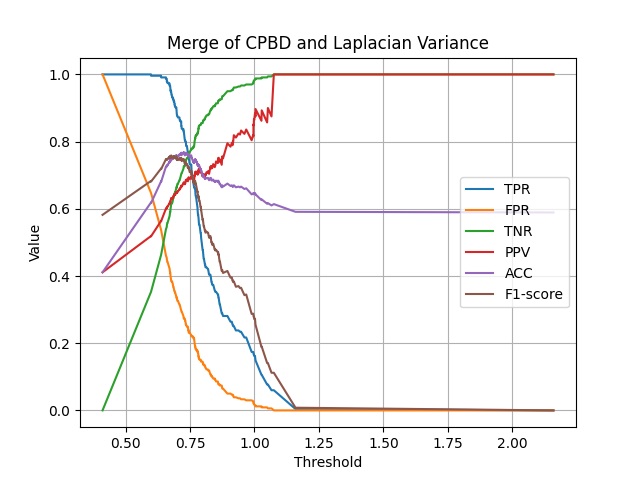 Merge of CPBD and Laplacian Variance
1.0
0.8
0.6
0.4
0.2
0.0
Value
TPR
FPR
TNR
PPV
ACC
F1-score
0.50 0.75 1.00 1.25 1.50 1.75 2.00
Threshold